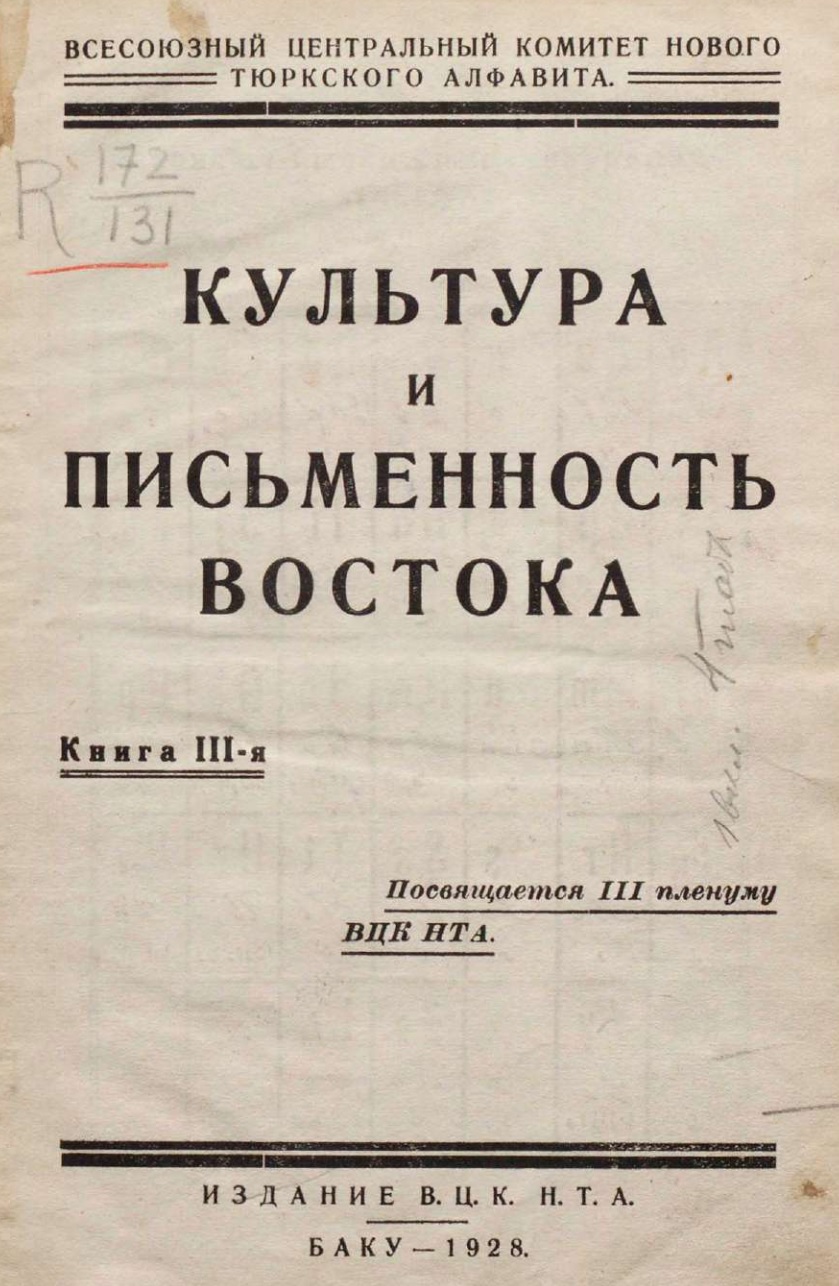 ВСЕСОЮЗНЫЙ ЦЕНТРАЛЬНЫЙ КОМИТЕТ НОВОГО
ТЮРКСКОГО АЛФАВИТА.
R 172
131
КУЛЬТУРА
И
ПИСЬМЕННОСТЬ
ВОСТОКА
Книга III-я
Посвящается III пленуму
ВЦК НТА.
ИЗДАНИЕ В. Ц. К. Н. Т. А.
БАКУ — 1928.